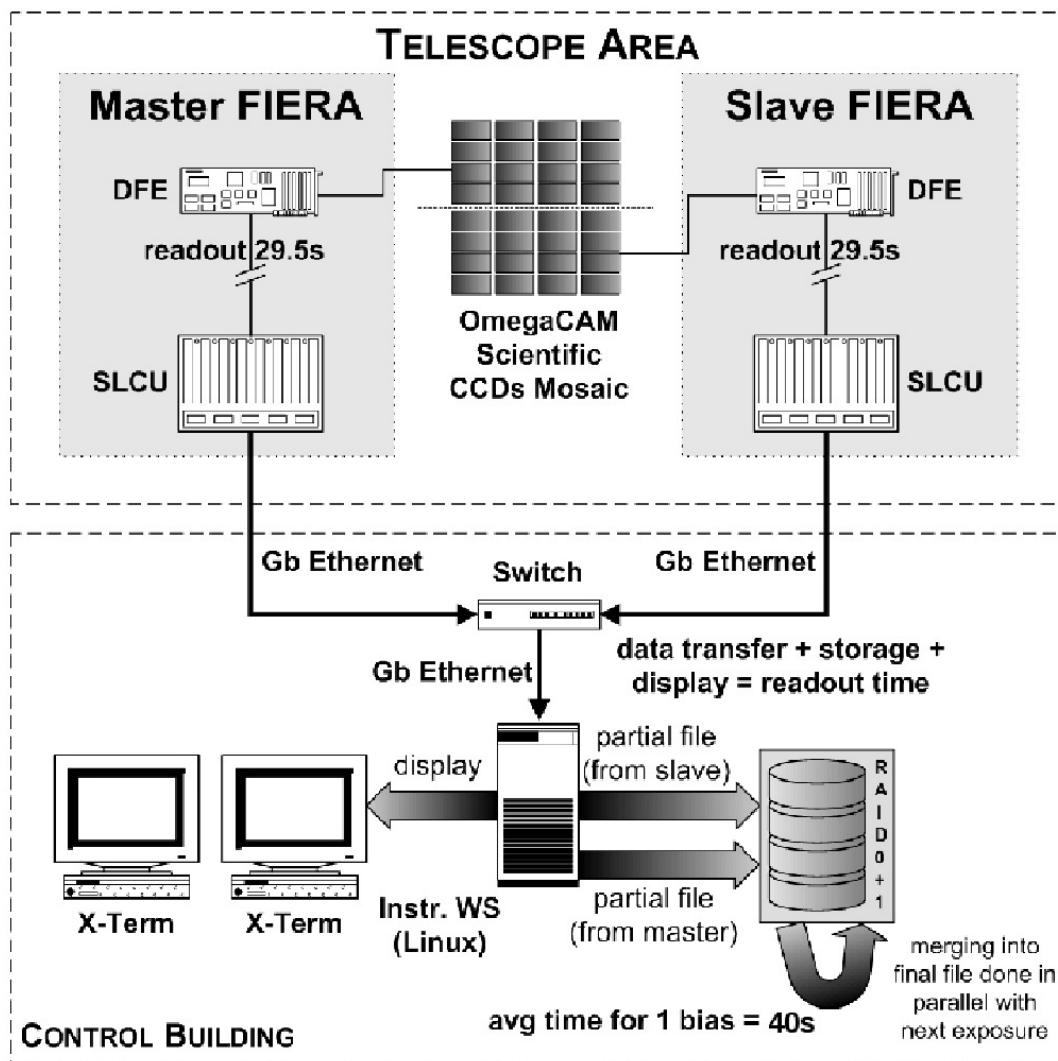 TELESCOPE AREA
Master FIERA
Slave FIERA
DFE
DFE
readout 29.5s
readout 29.5s
OmegaCAM
Scientific
CCDs Mosaic
SLCU
SLCU
Gb Ethernet
Gb Ethernet
Switch
Gb Ethernet
data transfer + storage +
display = readout time
display
partial file
(from slave)
RAID0+1
X-Term
X-Term
Instr. WS
(Linux)
partial file
(from master)
merging into
final file done in
parallel with
next exposure
avg time for 1 bias = 40s
CONTROL BUILDING